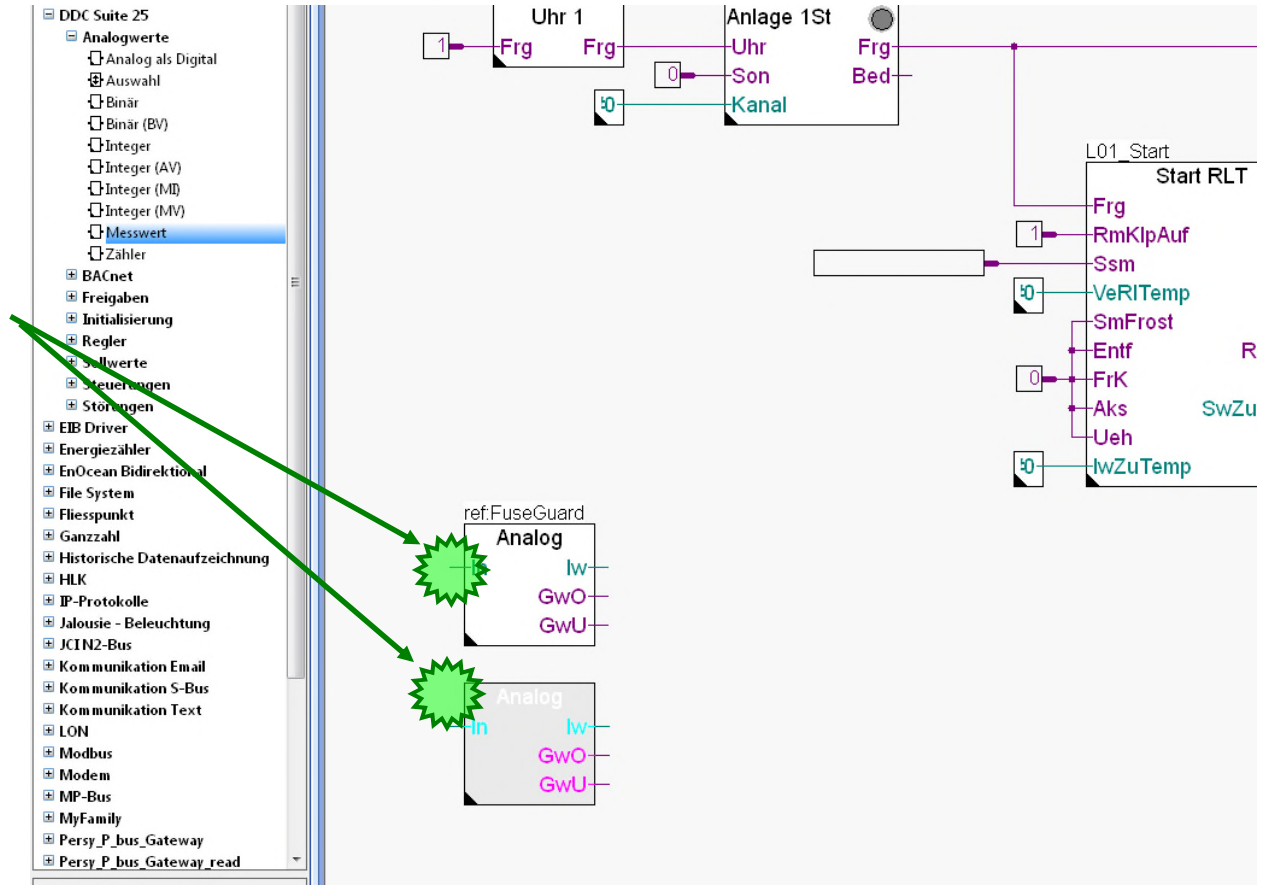 DDC Suite 25
Analogwerte
Analog als Digital
Auswahl
Binär
Binär (BV)
Integer
Integer (AV)
Integer (MI)
Integer (MV)
Messwert
Zähler
BACnet
Freigaben
Initialisierung
Regler
Sollwerte
Steuerungen
Störungen
EIB Driver
Energiezähler
EnOcean Bidirektional
File System
Fliesspunkt
Ganzzahl
Historische Datenaufzeichnung
HLK
IP-Protokolle
Jalousie - Beleuchtung
JCI N2-Bus
Kommunikation Email
Kommunikation S-Bus
Kommunikation Text
LON
Modbus
Modem
MP-Bus
MyFamily
Persy_P_bus_Gateway
Persy_P_bus_Gateway_read
Uhr 1
1 Frg Frg
Anlage 1St
Uhr Frg
0 Son Bed
Kanal
L01_Start
Start RLT
Frg
1 RmKlpAuf
Ssm
VeRlTemp
SmFrost
Entf R
0 FrK
Aks SwZu
Ueh
IwZuTemp
ref:FuseGuard
Analog
In Iw
GwO
GwU
Analog
In Iw
GwO
GwU